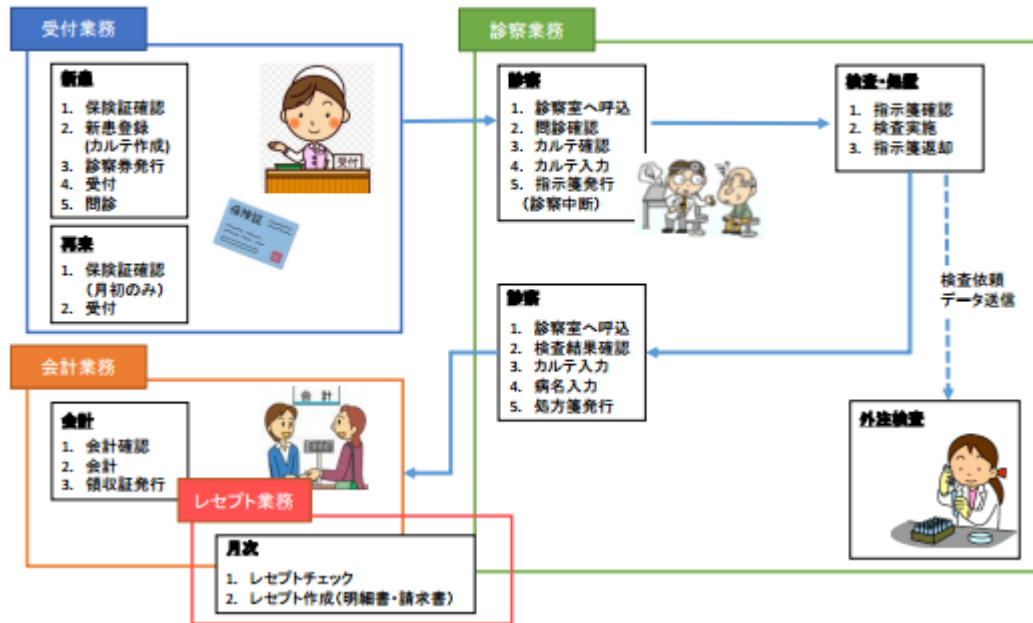 受付業務
新患
1. 保険証確認
2. 新患登録
(カルテ作成)
3. 診察券発行
4. 受付
5. 問診
受付
保険証
再来
1. 保険証確認
(月初のみ)
2. 受付
診察業務
診察
1. 診察室へ呼込
2. 問診確認
3. カルテ確認
4. カルテ入力
5. 指示箋発行
(診察中断)
検査・処置
1. 指示箋確認
2. 検査実施
3. 指示箋返却
検査依頼
データ送信
診察
1. 診察室へ呼込
2. 検査結果確認
3. カルテ入力
4. 病名入力
5. 処方箋発行
外注検査
会計業務
会計
1. 会計確認
2. 会計
3. 領収証発行
会計
レセプト業務
月次
1. レセプトチェック
2. レセプト作成(明細書・請求書)